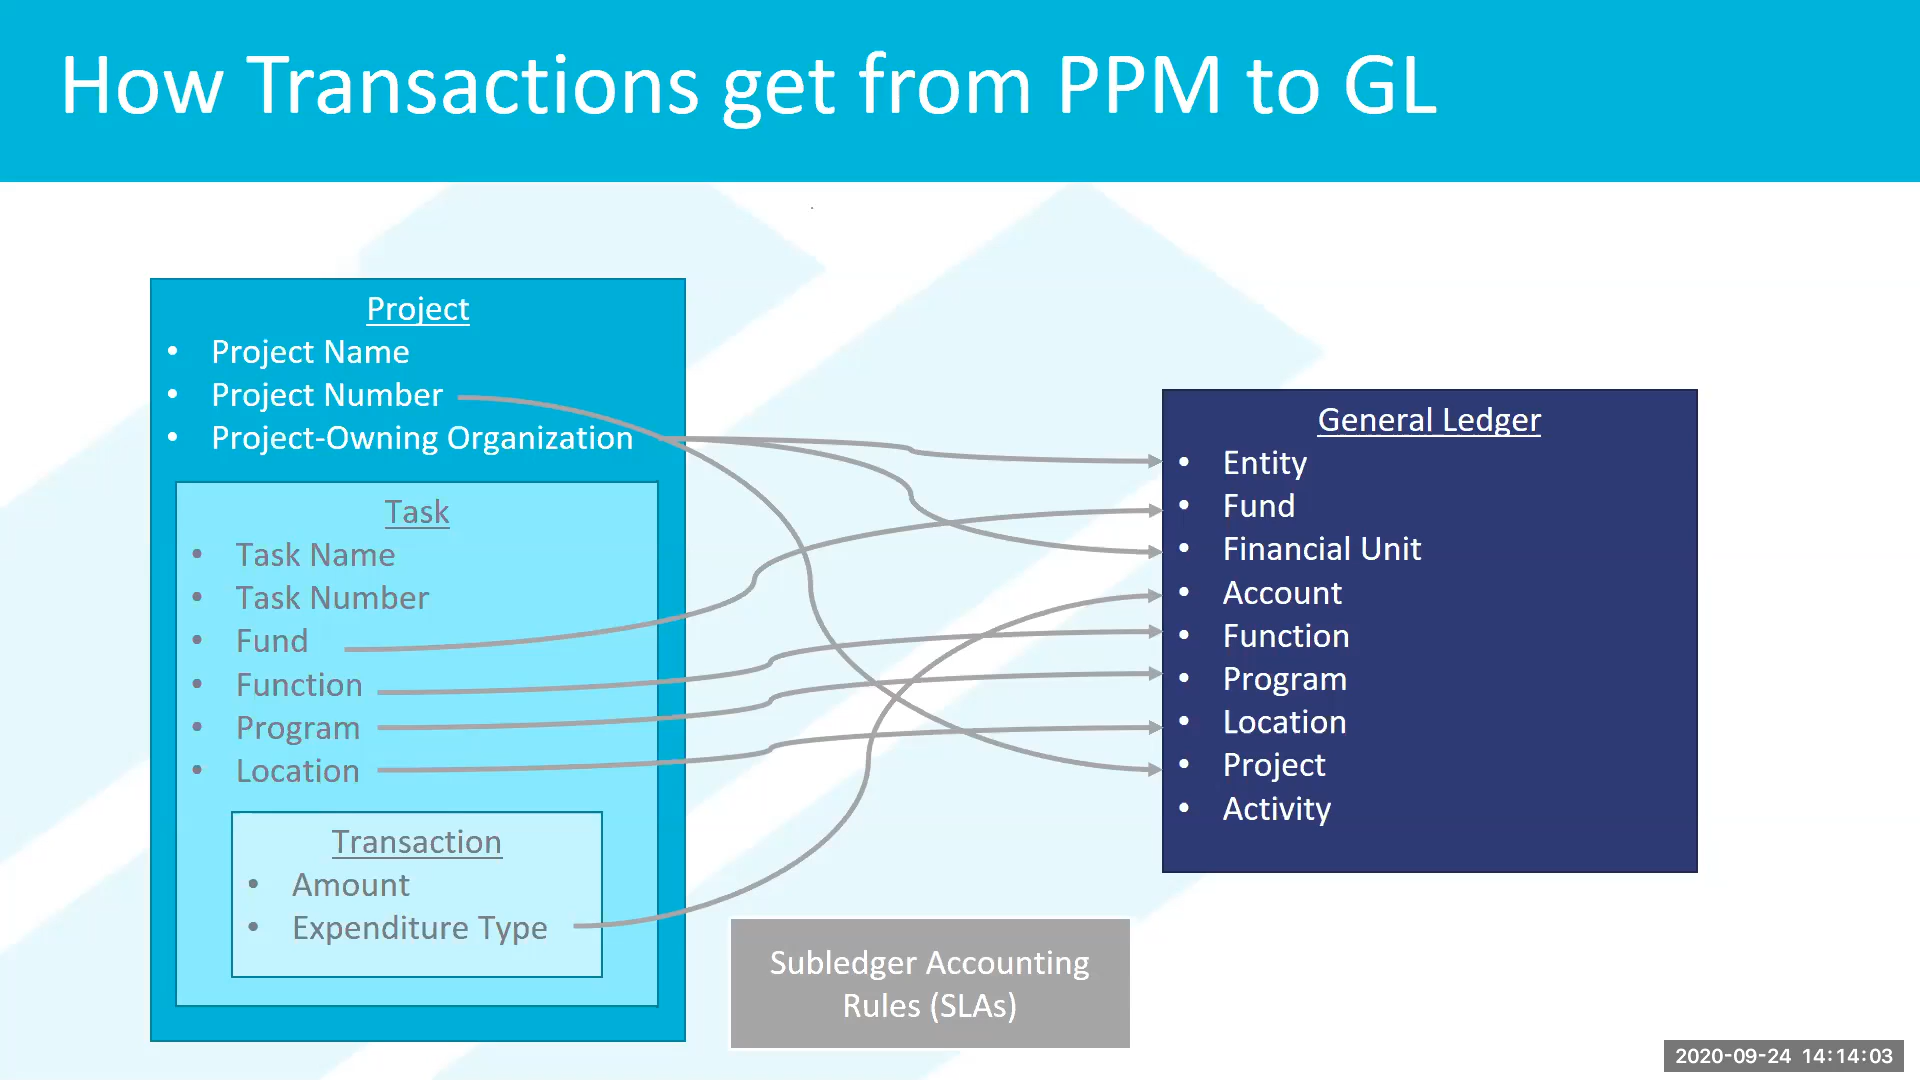 How Transactions get from PPM to GL
Project
• Project Name
• Project Number
• Project-Owning Organization
Task
• Task Name
• Task Number
• Fund
• Function
• Program
• Location
Transaction
• Amount
• Expenditure Type
General Ledger
• Entity
• Fund
• Financial Unit
• Account
• Function
• Program
• Location
• Project
• Activity
Subledger Accounting
Rules (SLAs)
2020-09-24 14:14:03